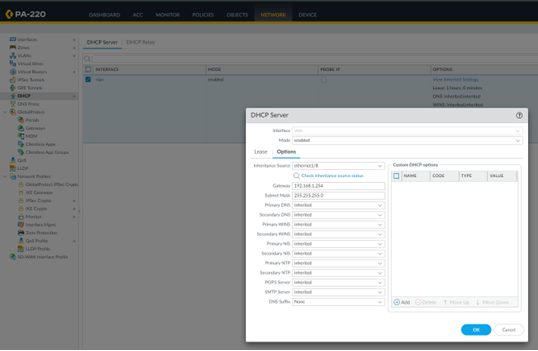 PA-220
DASHBOARD ACC MONITOR POLICIES OBJECTS NETWORK DEVICE
Interfaces
Zones
VLANs
Virtual Wires
Virtual Routers
IPSec Tunnels
GRE Tunnels
DHCP
DNS Proxy
GlobalProtect
Portals
Gateways
MDM
Clientless Apps
Clientless App Groups
QoS
LLDP
Network Profiles
GlobalProtect IPSec Crypto
IKE Gateways
IPSec Crypto
IKE Crypto
Monitor
Interface Mgmt
Zone Protection
QoS Profile
LLDP Profile
SD-WAN Interface Profile
DHCP Server DHCP Relay
INTERFACE MODE PROBE IP OPTIONS
vlan enabled View Inherited Settings
Lease: 2 hours, 0 minutes
DNS: inherited,inherited
WINS: inherited,inherited
DHCP Server
Interface vlan
Mode enabled
Lease Options
Inheritance Source ethernet1/8
Check inheritance source status
Gateway 192.168.1.254
Subnet Mask 255.255.255.0
Primary DNS inherited
Secondary DNS inherited
Primary WINS inherited
Secondary WINS inherited
Primary NIS inherited
Secondary NIS inherited
Primary NTP inherited
Secondary NTP inherited
POP3 Server inherited
SMTP Server inherited
DNS Suffix None
Custom DHCP options
NAME CODE TYPE VALUE
Add Delete Move Up Move Down
OK Cancel